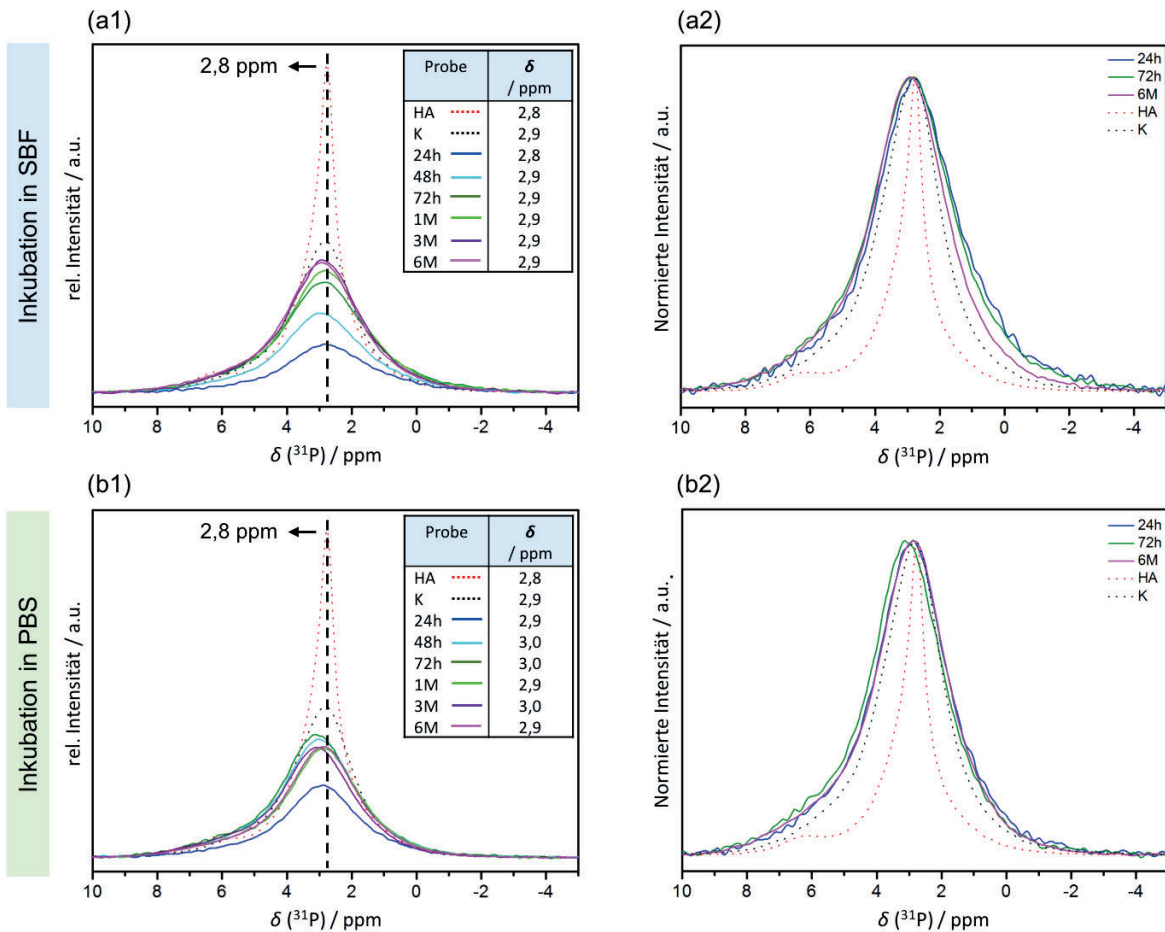 (a1)
(a2)
Inkubation in SBF
2,8 ppm
Probe δ / ppm
HA 2,8
K 2,9
24h 2,8
48h 2,9
72h 2,9
1M 2,9
3M 2,9
6M 2,9
rel. Intensität / a.u.
10 8 6 4 2 0 -2 -4
δ (³¹P) / ppm
24h
72h
6M
HA
K
Normierte Intensität / a.u.
10 8 6 4 2 0 -2 -4
δ (³¹P) / ppm
(b1)
(b2)
Inkubation in PBS
2,8 ppm
Probe δ / ppm
HA 2,8
K 2,9
24h 2,9
48h 3,0
72h 3,0
1M 2,9
3M 3,0
6M 2,9
rel. Intensität / a.u.
10 8 6 4 2 0 -2 -4
δ (³¹P) / ppm
24h
72h
6M
HA
K
Normierte Intensität / a.u.
10 8 6 4 2 0 -2 -4
δ (³¹P) / ppm